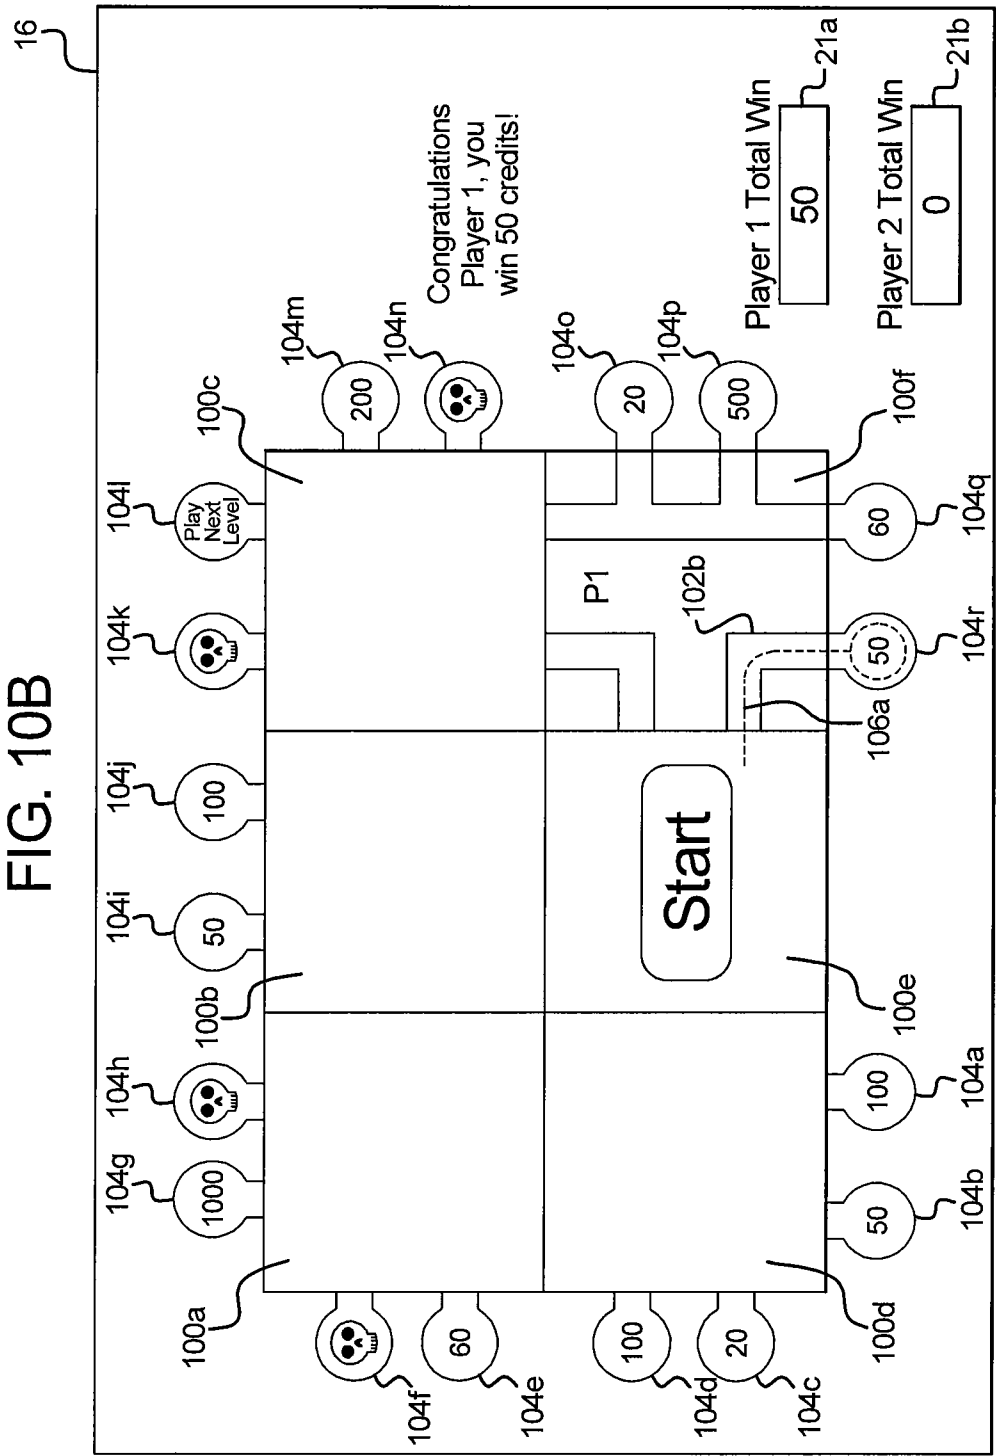 FIG. 10B
16
104g
104h
104i
104j
104k
104l
1000
50
100
Play
Next
Level
100a
100b
100c
104f
104m
200
60
104e
104n
Congratulations
Player 1, you
win 50 credits!
100
104d
P1
20
104o
Start
20
104c
102b
500
104p
Player 1 Total Win
50
21a
106a
100d
100e
100f
50
104b
100
104a
50
104r
60
104q
Player 2 Total Win
0
21b